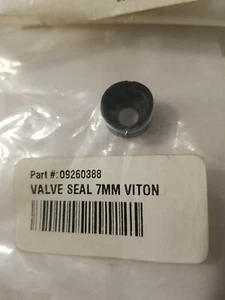 Part #: 09260388
VALVE SEAL 7MM VITON